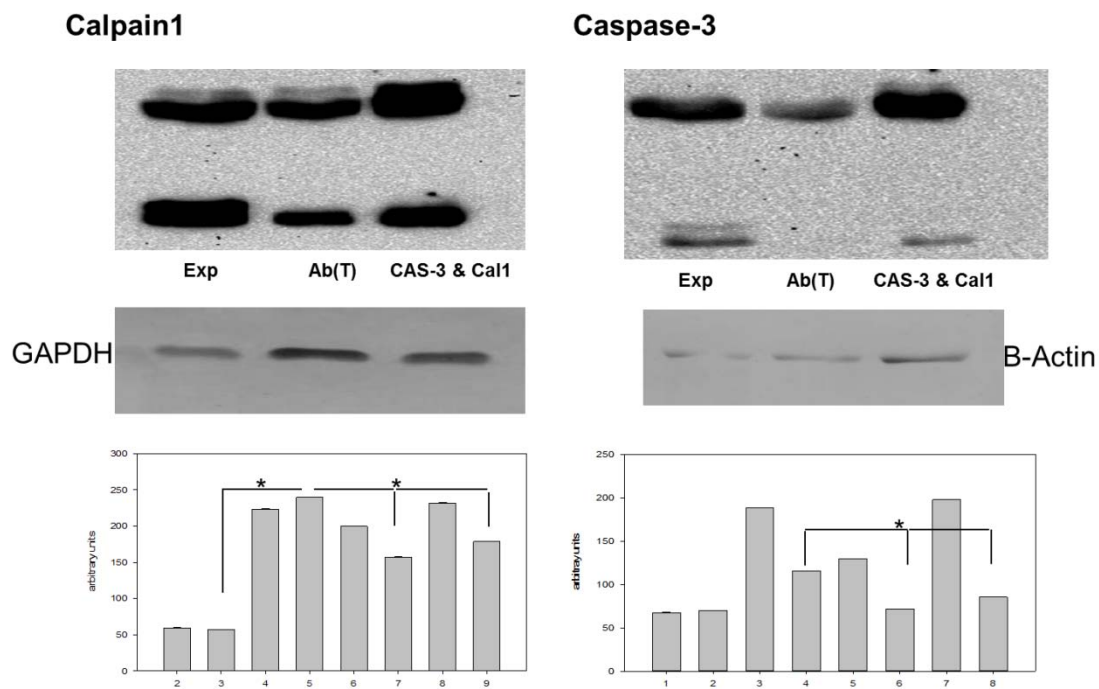 Calpain1
Caspase-3
Exp Ab(T) CAS-3 & Cal1
Exp Ab(T) CAS-3 & Cal1
GAPDH
B-Actin
300
250
200
150
100
50
0
arbitrary units
* *
2 3 4 5 6 7 8 9
250
200
150
100
50
0
arbitray units
*
1 2 3 4 5 6 7 8